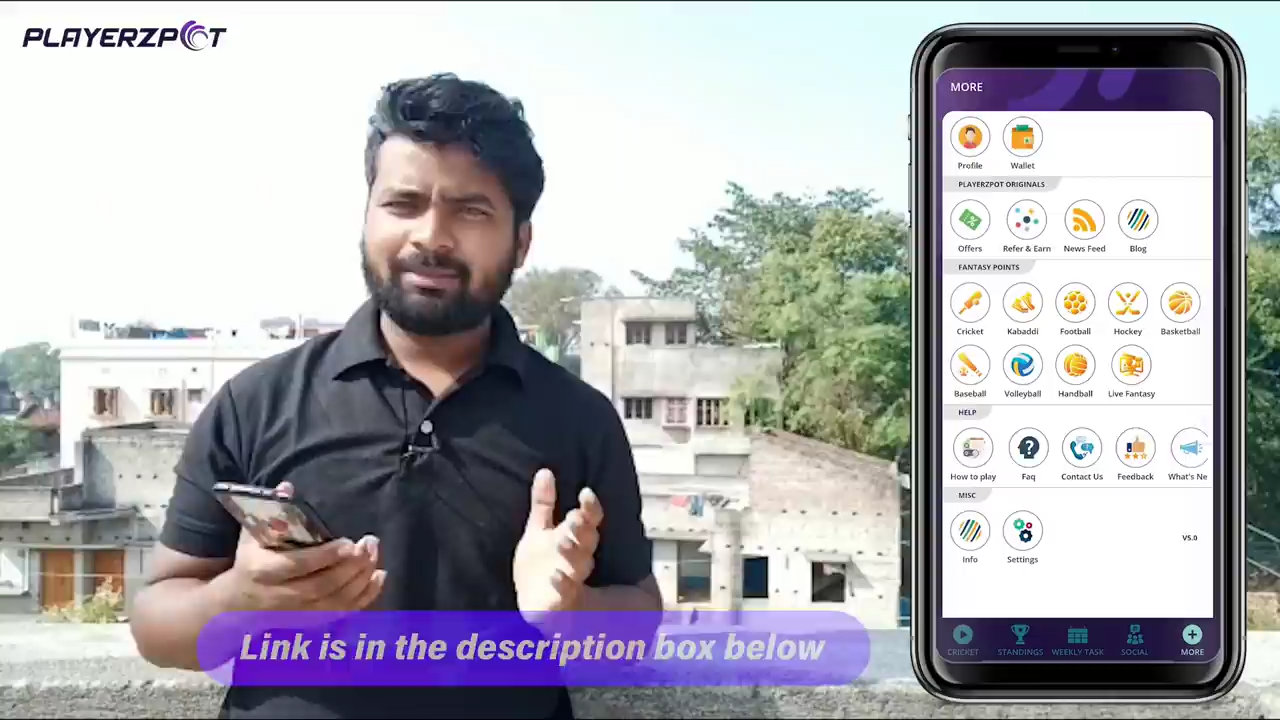 PLAYERZPOT
MORE
Profile Wallet
PLAYERZPOT ORIGINALS
Offers Refer & Earn News Feed Blog
FANTASY POINTS
Cricket Kabaddi Football Hockey Basketball
Baseball Volleyball Handball Live Fantasy
HELP
How to play Faq Contact Us Feedback What's Ne
MISC
Info Settings
V5.0
CRICKET STANDINGS WEEKLY TASK SOCIAL MORE
Link is in the description box below